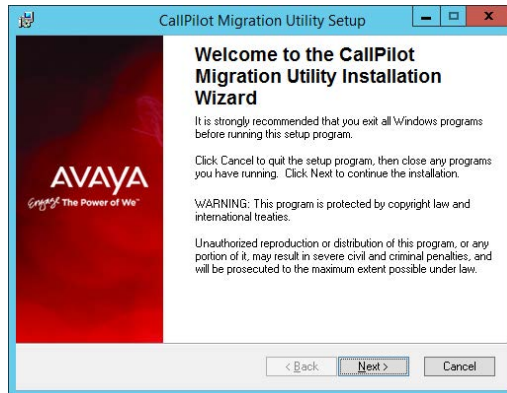 CallPilot Migration Utility Setup
Welcome to the CallPilot
Migration Utility Installation
Wizard
It is strongly recommended that you exit all Windows programs
before running this setup program.
Click Cancel to quit the setup program, then close any programs
you have running. Click Next to continue the installation.
WARNING: This program is protected by copyright law and
international treaties.
Unauthorized reproduction or distribution of this program, or any
portion of it, may result in severe civil and criminal penalties, and
will be prosecuted to the maximum extent possible under law.
AVAYA
Engage The Power of We™
< Back
Next >
Cancel